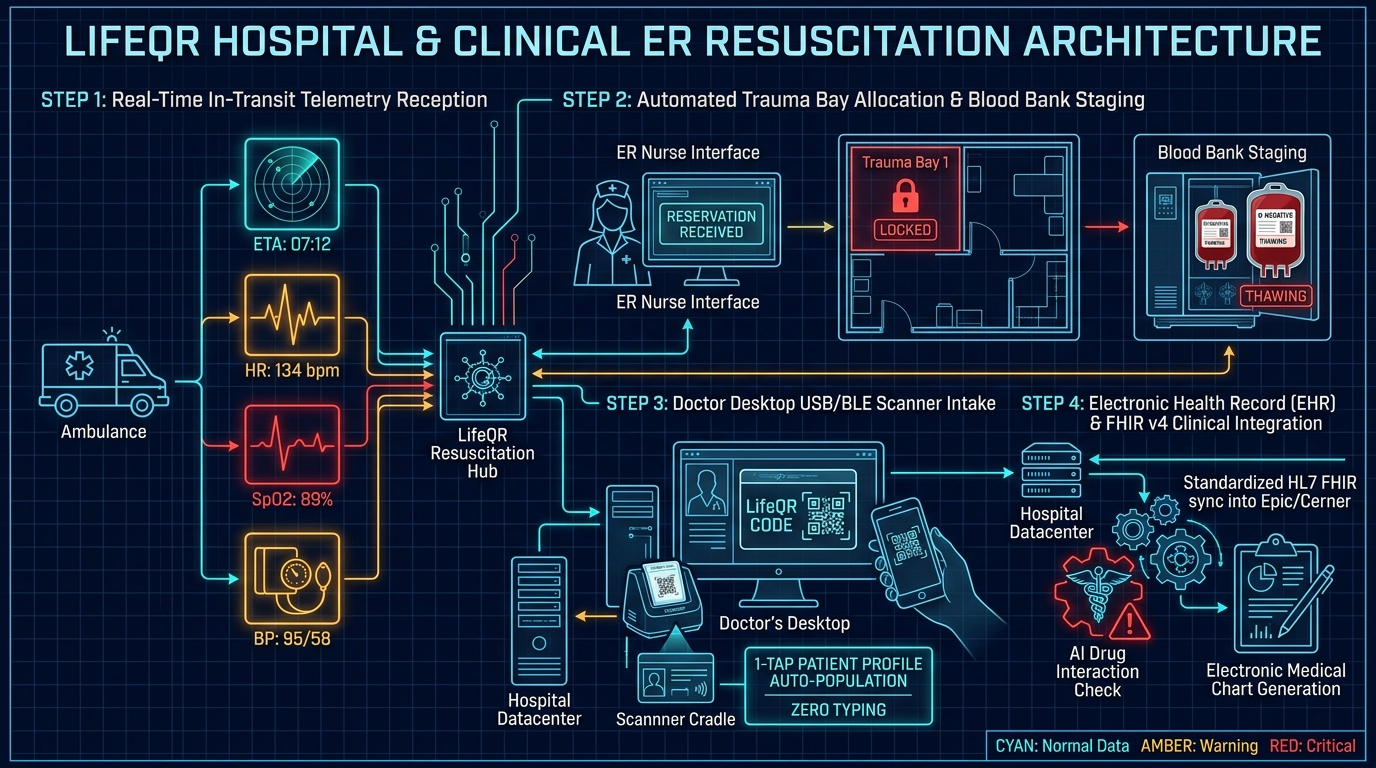 LIFEQR HOSPITAL & CLINICAL ER RESUSCITATION ARCHITECTURE
STEP 1: Real-Time In-Transit Telemetry Reception
STEP 2: Automated Trauma Bay Allocation & Blood Bank Staging
ETA: 07:12
HR: 134 bpm
SpO2: 89%
BP: 95/58
Ambulance
LifeQR
Resuscitation
Hub
ER Nurse Interface
RESERVATION
RECEIVED
ER Nurse Interface
Trauma Bay 1
LOCKED
Blood Bank Staging
O NEGATIVE
THAWING
THAWING
STEP 3: Doctor Desktop USB/BLE Scanner Intake
LifeQR
CODE
Doctor's Desktop
Hospital
Datacenter
Scannner Cradle
1-TAP PATIENT PROFILE
AUTO-POPULATION
ZERO TYPING
STEP 4: Electronic Health Record (EHR)
& FHIR v4 Clinical Integration
Hospital
Datacenter
Standardized HL7 FHIR
sync into Epic/Cerner
AI Drug
Interaction
Check
Electronic Medical
Chart Generation
CYAN: Normal Data AMBER: Warning RED: Critical